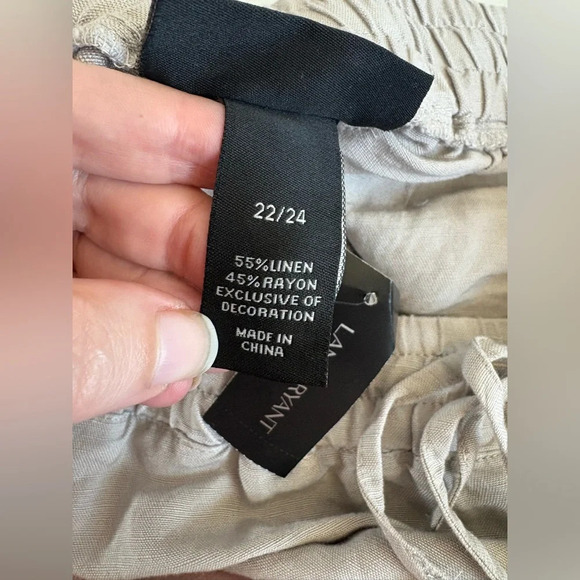 22/24
55%LINEN
45%RAYON
EXCLUSIVE OF
DECORATION
MADE IN
CHINA